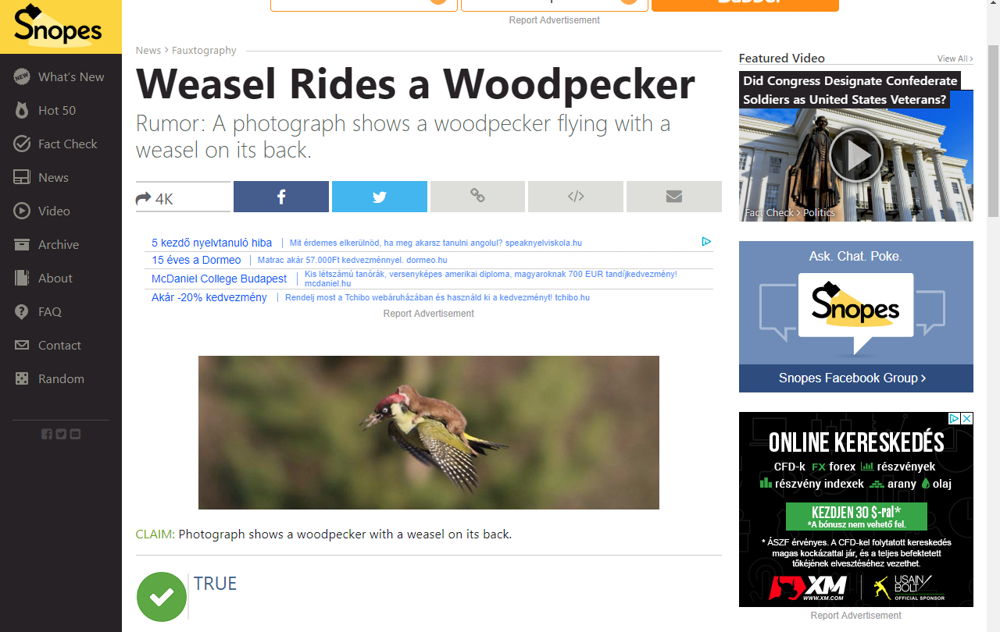 Snopes
Report Advertisement
NEW What's New
Hot 50
Fact Check
News
Video
Archive
About
FAQ
Contact
Random
News > Fauxtography
Weasel Rides a Woodpecker
Rumor: A photograph shows a woodpecker flying with a
weasel on its back.
4K
5 kezdő nyelvtanuló hiba | Mit érdemes elkerülnöd, ha meg akarsz tanulni angolul? speaknyelviskola.hu
15 éves a Dormeo | Matrac akár 57.000Ft kedvezménnyel. dormeo.hu
McDaniel College Budapest | Kis létszámú tanórák, versenyképes amerikai diploma, magyaroknak 700 EUR tandíjkedvezmény!
mcdaniel.hu
Akár -20% kedvezmény | Rendelj most a Tchibo webáruházában és használd ki a kedvezményt! tchibo.hu
Report Advertisement
CLAIM: Photograph shows a woodpecker with a weasel on its back.
TRUE
Featured Video
View All >
Did Congress Designate Confederate
Soldiers as United States Veterans?
Fact Check > Politics
Ask. Chat. Poke.
Snopes
Snopes Facebook Group >
ONLINE KERESKEDÉS
CFD-k FX forex részvények
részvény indexek arany olaj
KEZDJEN 30 $-ral*
*A bónusz nem vehető fel.
* ÁSZF érvényes. A CFD-kel folytatott kereskedés
magas kockázattal jár, és a teljes befektetett
tőkéjének elvesztéséhez vezethet.
XM
WWW.XM.COM
USAIN
BOLT
OFFICIAL SPONSOR
Report Advertisement